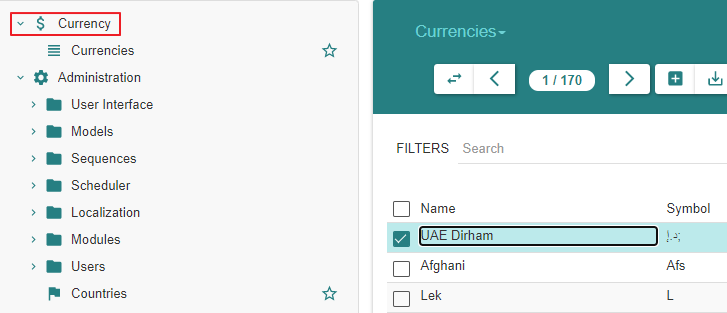 Currency
Currencies
Administration
User Interface
Models
Sequences
Scheduler
Localization
Modules
Users
Countries
Currencies
1 / 170
FILTERS Search
Name Symbol
UAE Dirham
Afghani Afs
Lek L